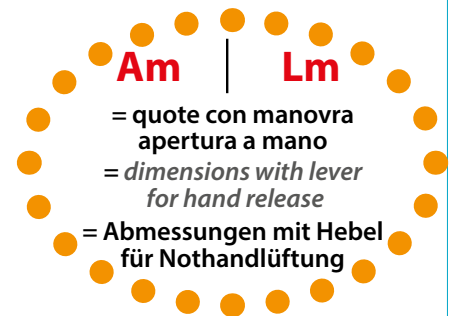 Am | Lm
= quote con manovra
apertura a mano
= dimensions with lever
for hand release
= Abmessungen mit Hebel
für Nothandlüftung